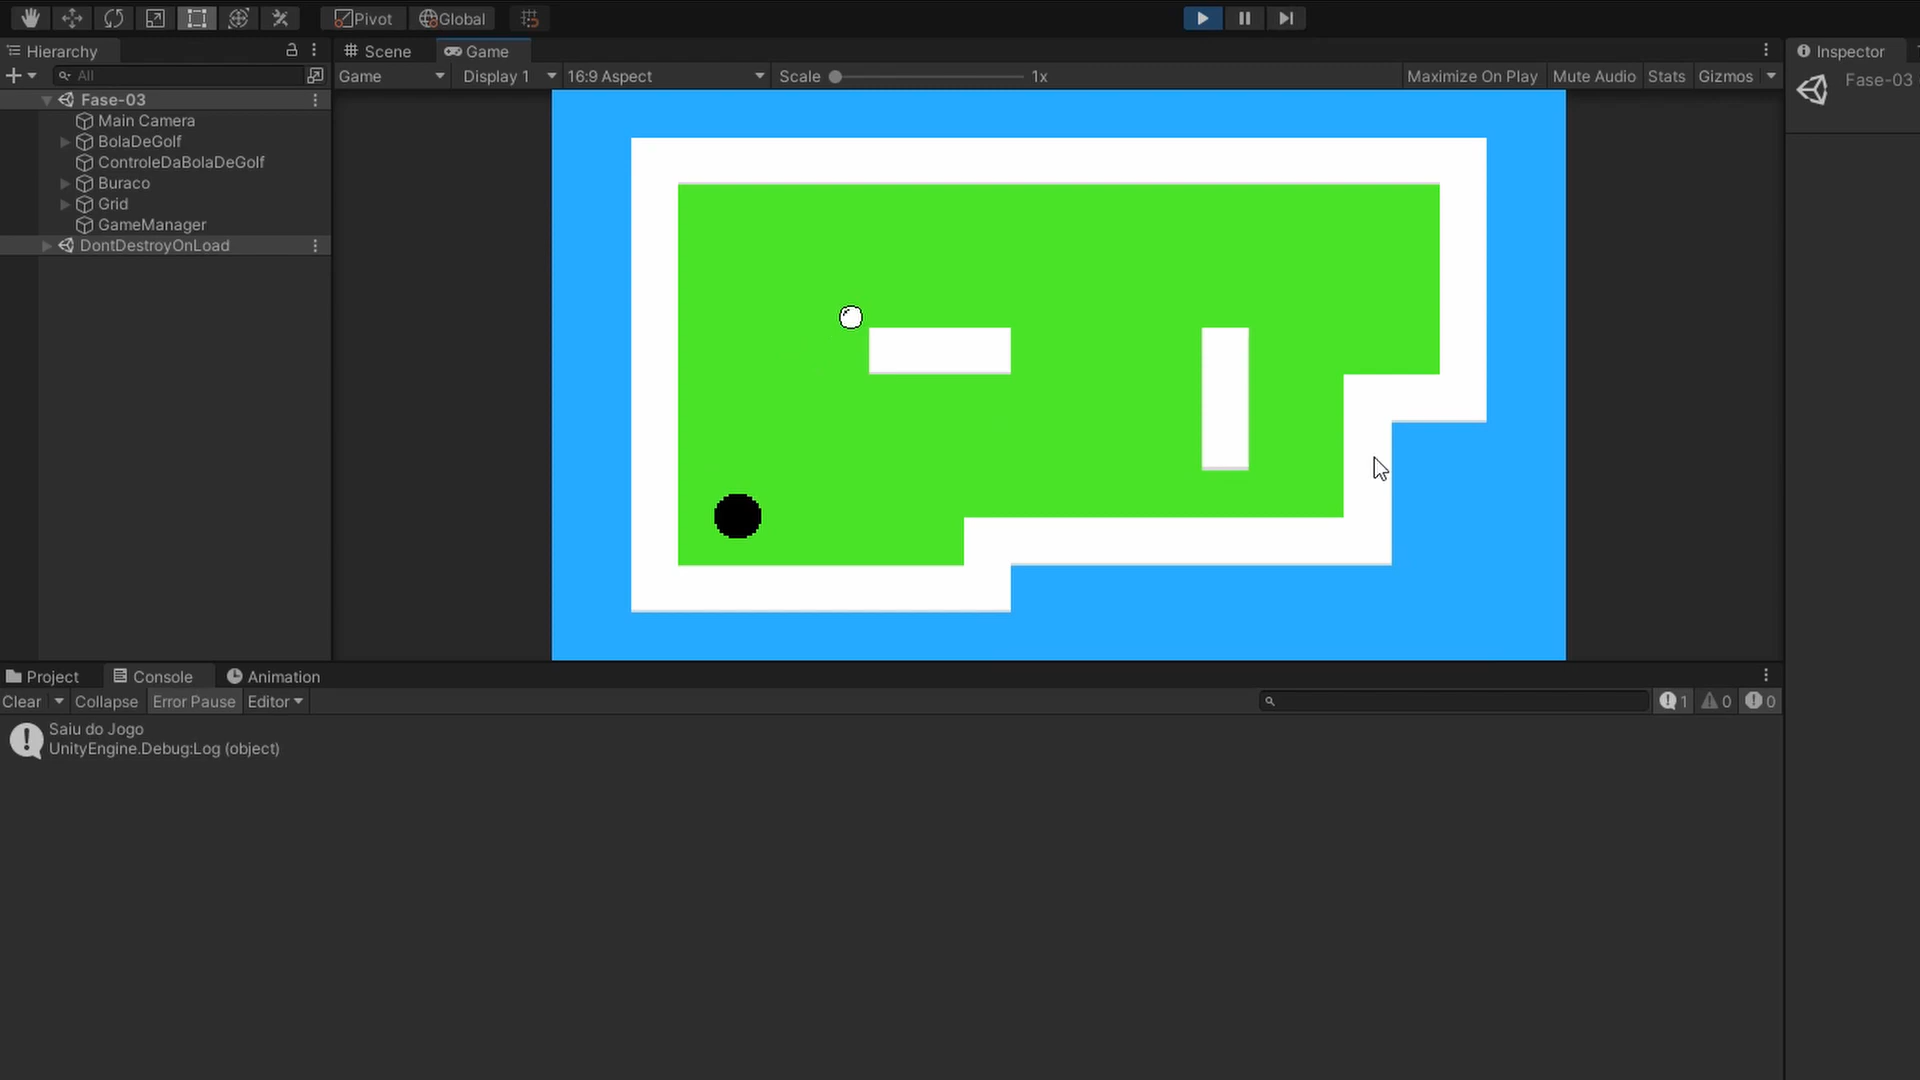 Pivot Global
Hierarchy
All
Fase-03
Main Camera
BolaDeGolf
ControleDaBolaDeGolf
Buraco
Grid
GameManager
DontDestroyOnLoad
Scene Game
Game Display 1 16:9 Aspect Scale 1x Maximize On Play Mute Audio Stats Gizmos
Inspector
Fase-03
Project Console Animation
Clear Collapse Error Pause Editor 1 0 0
Saiu do Jogo
UnityEngine.Debug:Log (object)